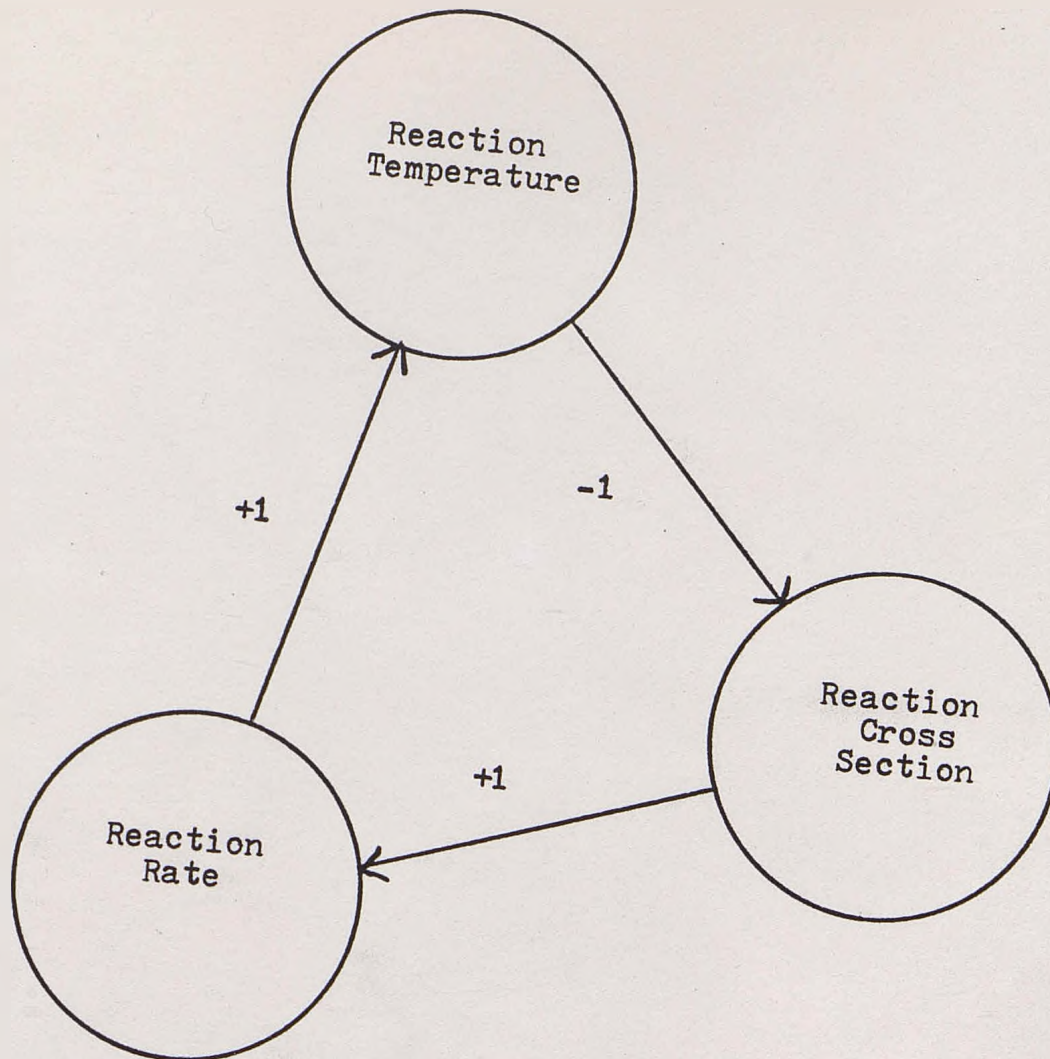 Reaction
Temperature
+1
-1
Reaction
Cross
Section
+1
Reaction
Rate